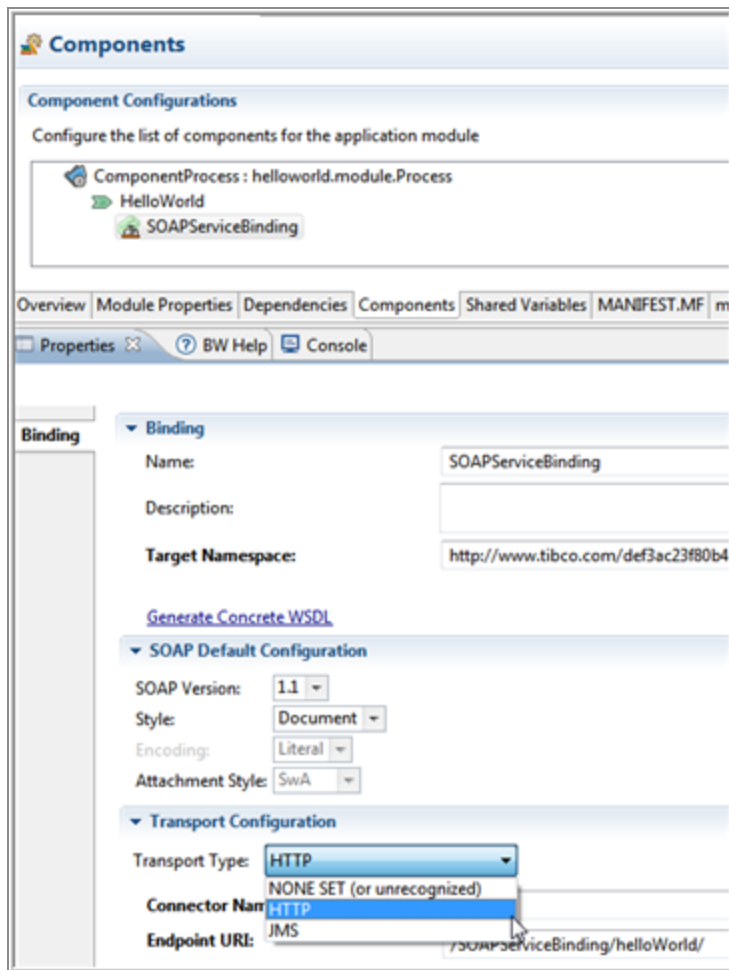 Components
Component Configurations
Configure the list of components for the application module
ComponentProcess : helloworld.module.Process
HelloWorld
SOAPServiceBinding
Overview Module Properties Dependencies Components Shared Variables MANIFEST.MF m
Properties BW Help Console
Binding
Binding
Name: SOAPServiceBinding
Description:
Target Namespace: http://www.tibco.com/def3ac23f80b4
Generate Concrete WSDL
SOAP Default Configuration
SOAP Version: 1.1
Style: Document
Encoding: Literal
Attachment Style: SwA
Transport Configuration
Transport Type: HTTP
NONE SET (or unrecognized)
Connector Nam HTTP
JMS
Endpoint URI: /SOAPServiceBinding/helloWorld/